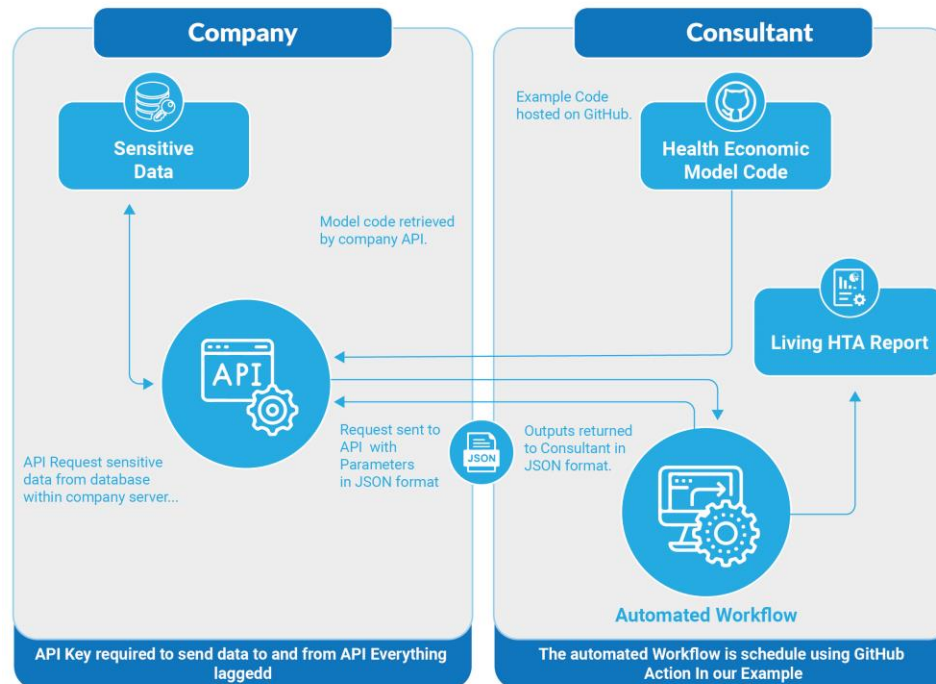 Company
Sensitive
Data
Model code retrieved
by company API.
API
API Request sensitive
data from database
within company server...
Request sent to
API with
Parameters
in JSON format
JSON
API Key required to send data to and from API Everything
laggedd
Consultant
Example Code
hosted on GitHub.
Health Economic
Model Code
Living HTA Report
Outputs returned
to Consultant in
JSON format.
Automated Workflow
The automated Workflow is schedule using GitHub
Action In our Example